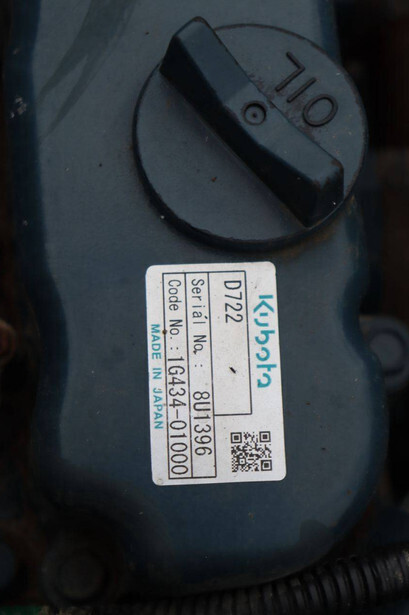 OIL
Kubota
D722
Serial No.: 8U1396
Code No.: 1G434-01000
MADE IN JAPAN